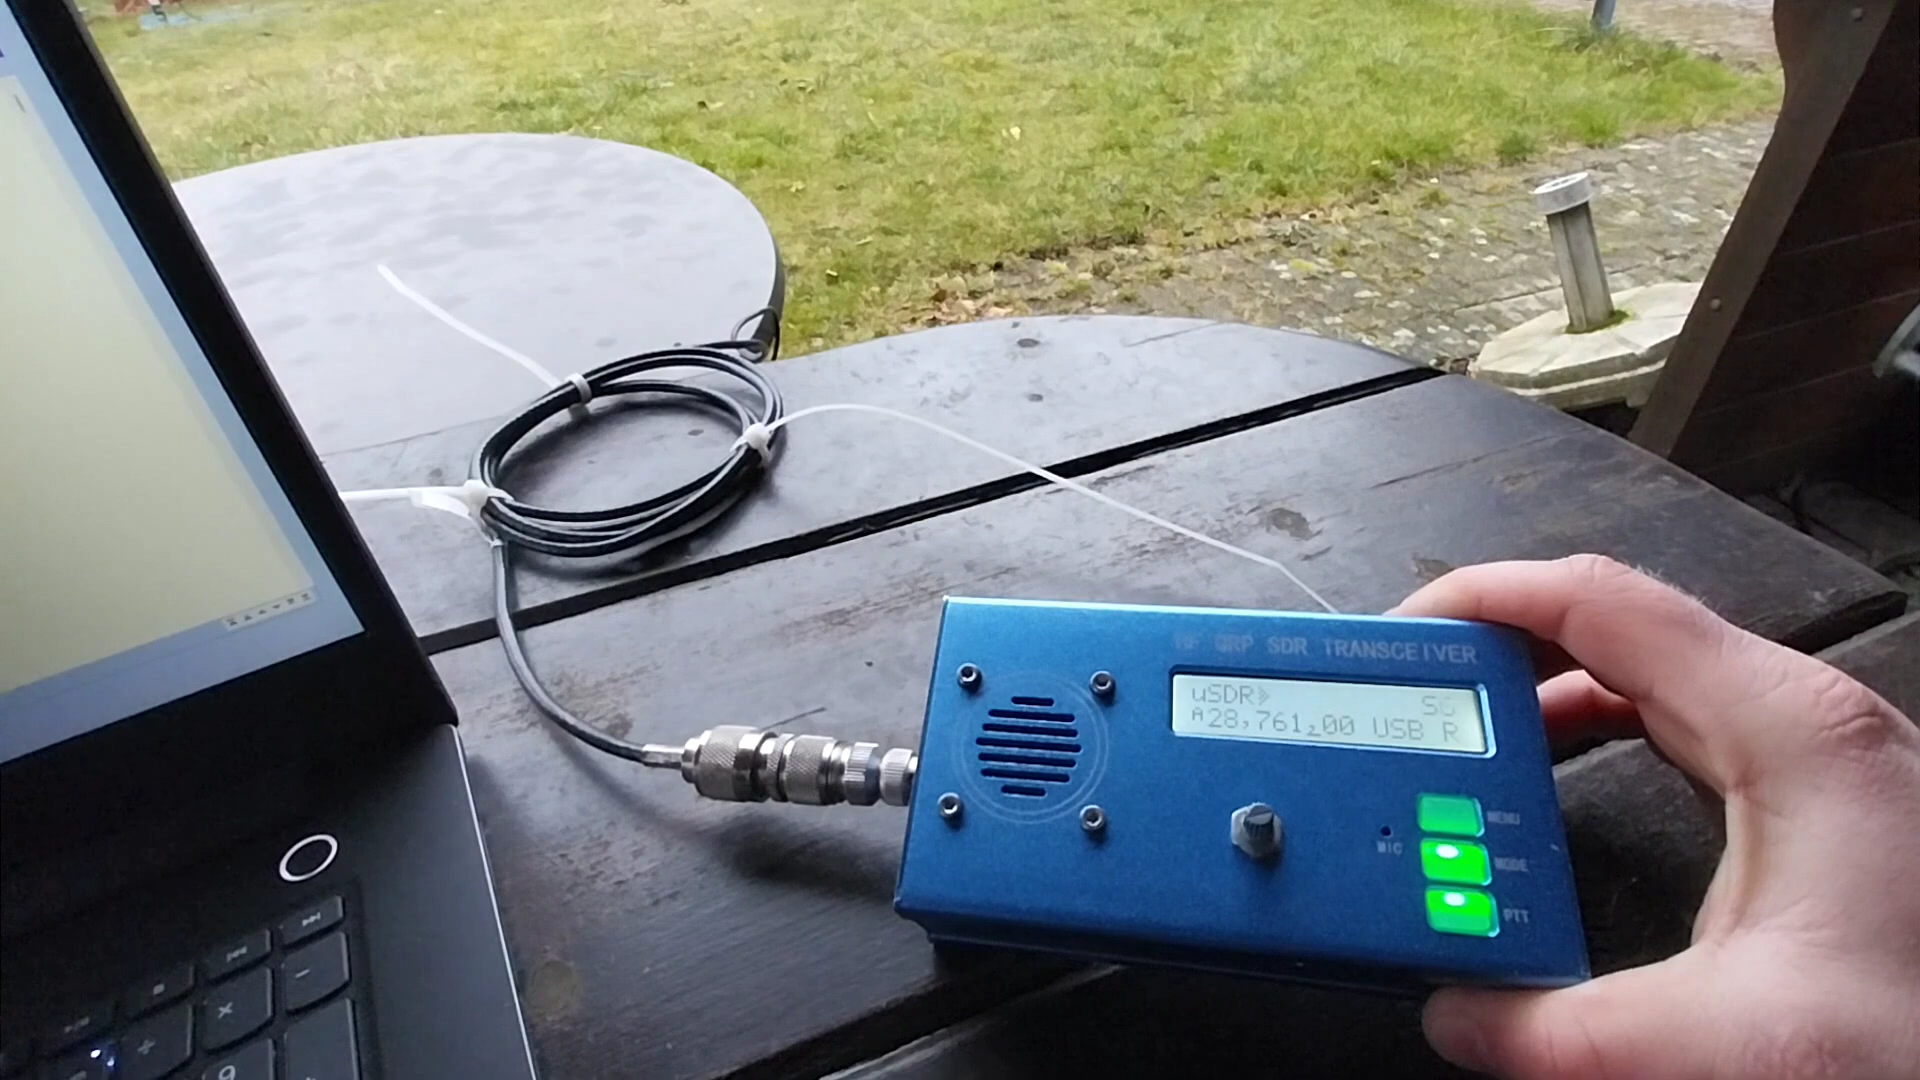 HF QRP SDR TRANSCEIVER
uSDR
A28,761,00 USB R
MENU
MIC
MODE
PTT